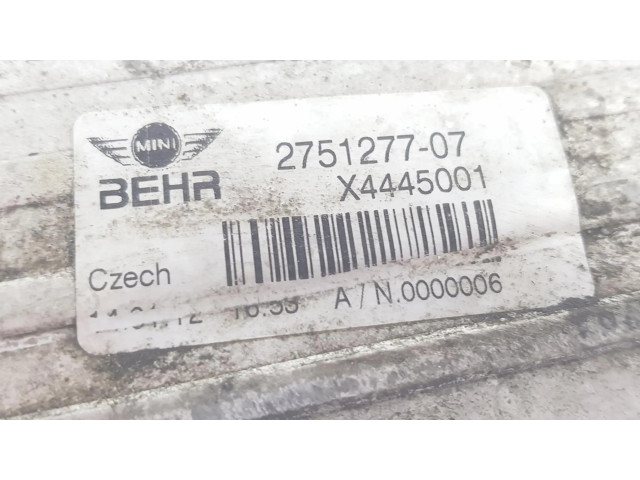 MINI
BEHR
2751277-07
X4445001
Czech
A/N.0000006